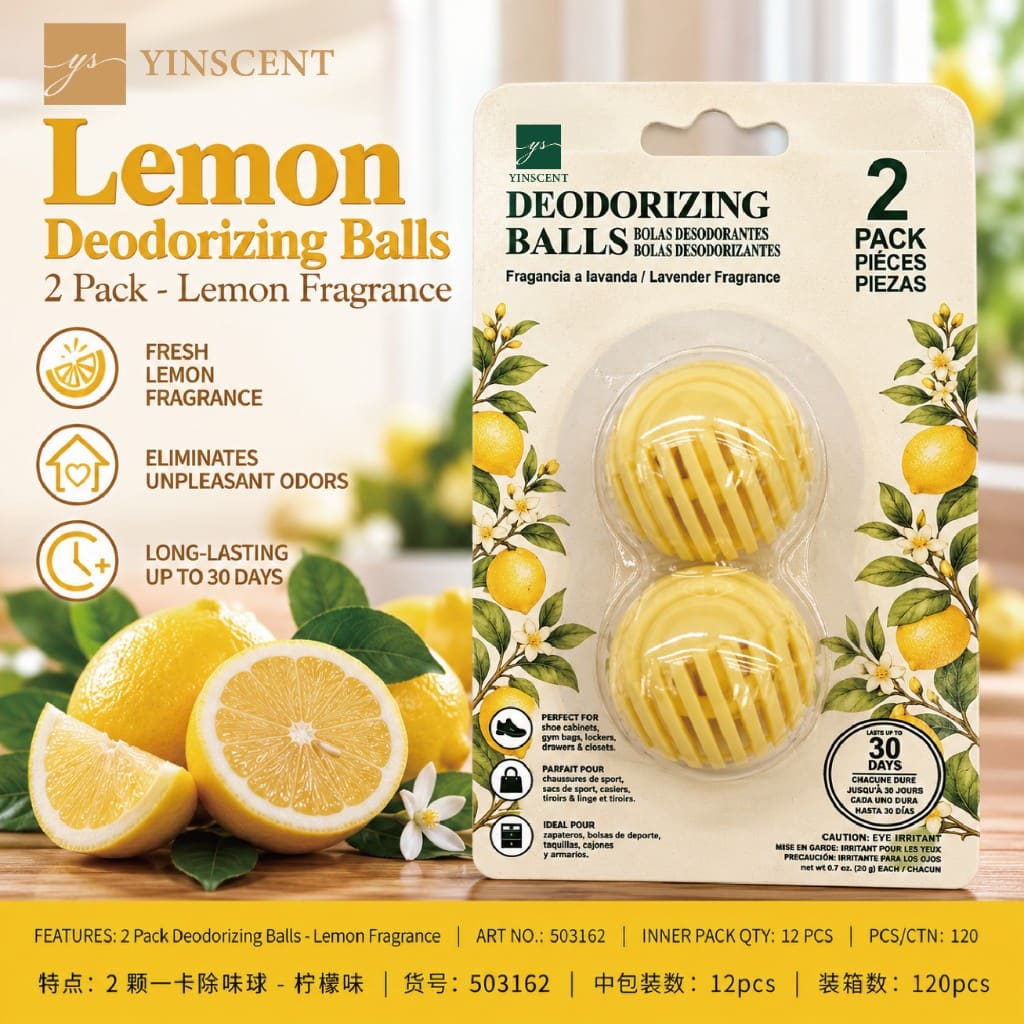 ys YINSCENT
Lemon
Deodorizing Balls
2 Pack - Lemon Fragrance
FRESH
LEMON
FRAGRANCE
ELIMINATES
UNPLEASANT ODORS
LONG-LASTING
UP TO 30 DAYS
ys
YINSCENT
DEODORIZING
BALLS BOLAS DESODORANTES
BOLAS DESODORIZANTES
Fragancia a lavanda / Lavender Fragrance
2
PACK
PIÉCES
PIEZAS
PERFECT FOR
shoe cabinets,
gym bags, lockers,
drawers & closets.
PARFAIT POUR
chaussures de sport,
sacs de sport, casiers,
tiroirs & linge et tiroirs.
IDEAL POUR
zapateros, bolsas de deporte,
taquillas, cajones
y armarios.
LASTS UP TO
30
DAYS
CHACUNE DURE
JUSQU'À 30 JOURS
CADA UNO DURA
HASTA 30 DÍAS
CAUTION: EYE IRRITANT
MISE EN GARDE: IRRITANT POUR LES YEUX
PRECAUCIÓN: IRRITANTE PARA LOS OJOS
net wt 0.7 oz. (20 g) EACH / CHACUN
FEATURES: 2 Pack Deodorizing Balls - Lemon Fragrance | ART NO.: 503162 | INNER PACK QTY: 12 PCS | PCS/CTN: 120
特点: 2 颗一卡除味球 - 柠檬味 | 货号: 503162 | 中包装数: 12pcs | 装箱数: 120pcs